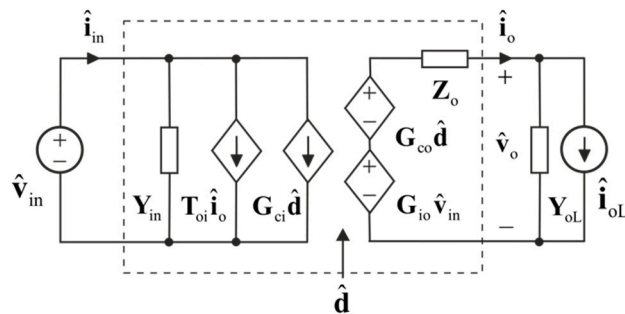 î_in
î_o
+
Z_o
+
−
+
−
G_co d̂
v̂_o
v̂_in
Y_in
T_oi î_o
G_ci d̂
+
−
G_io v̂_in
Y_oL
î_oL
−
d̂